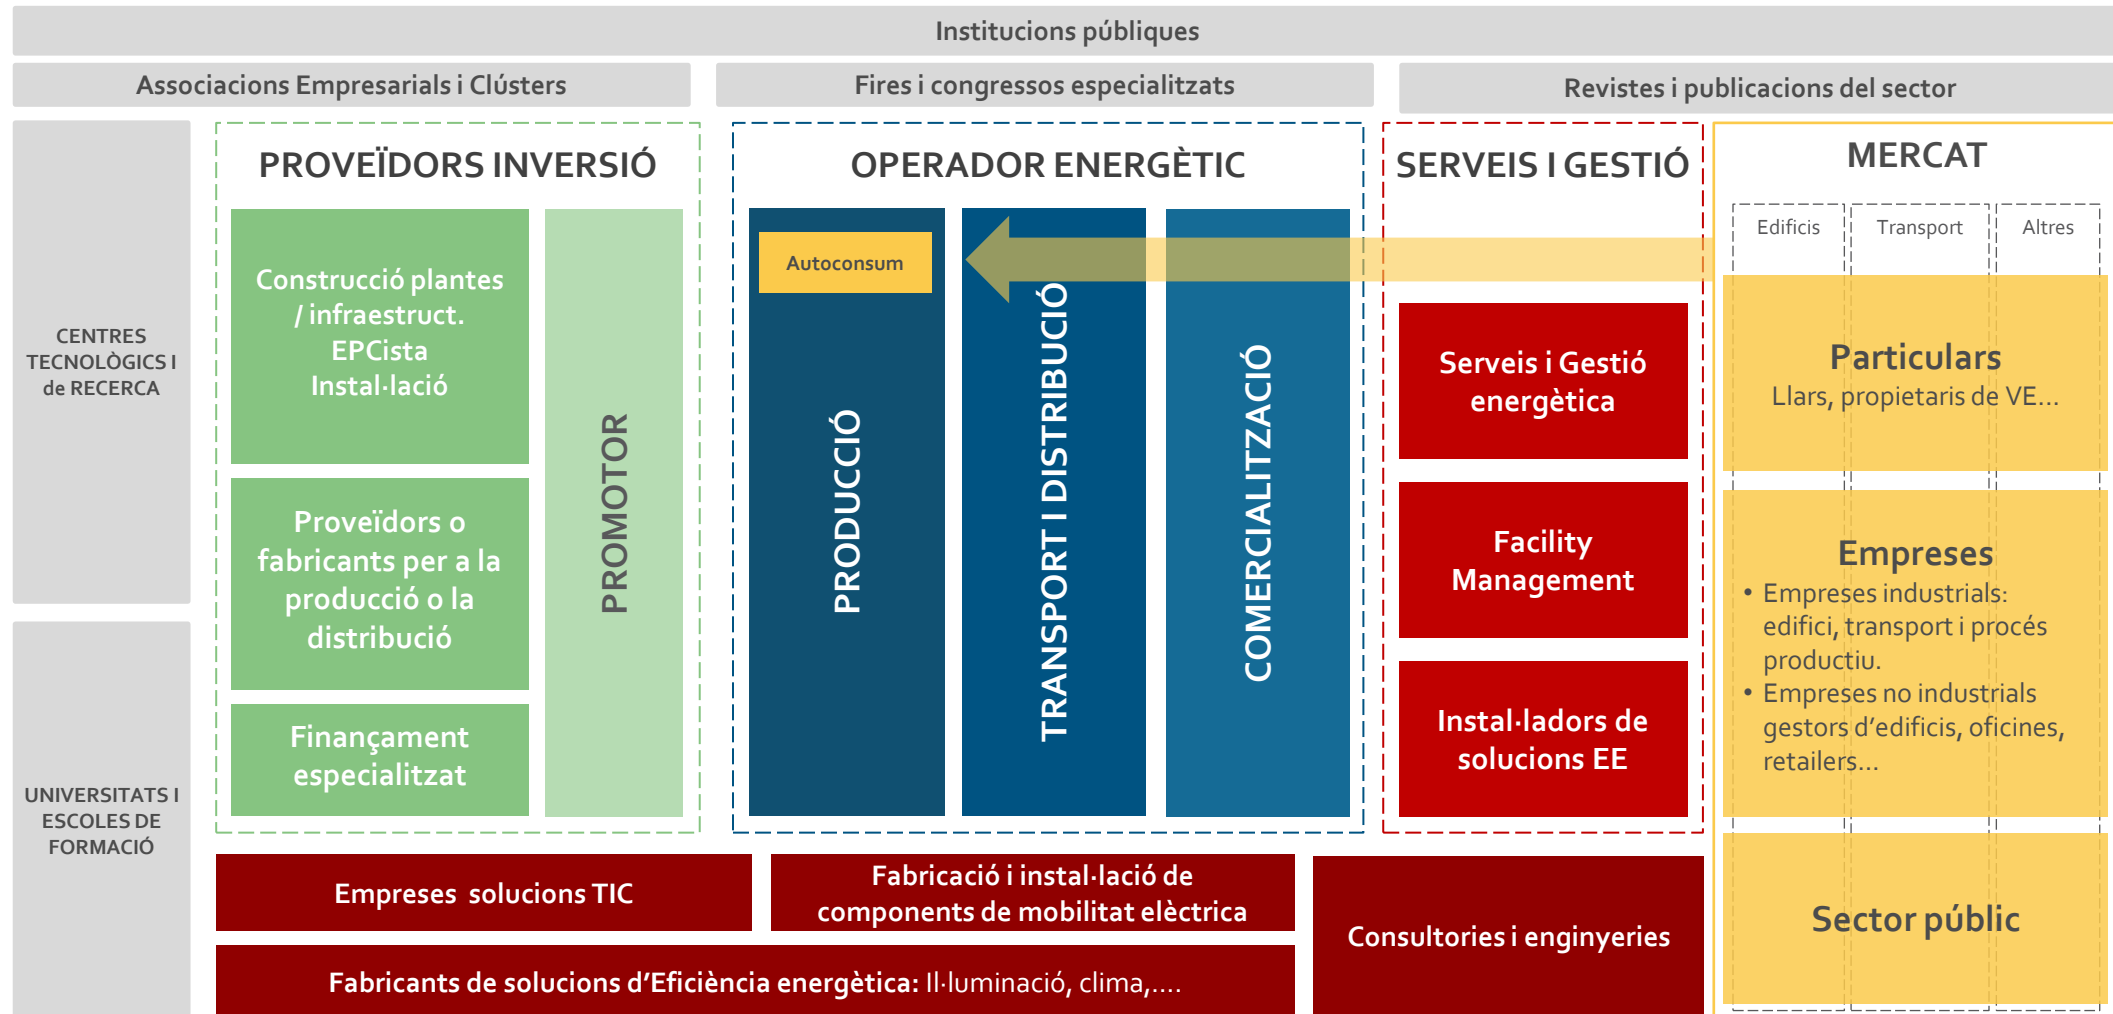 Institucions públiques
Associacions Empresarials i Clústers
Fires i congressos especialitzats
Revistes i publicacions del sector
CENTRES
TECNOLÒGICS I
de RECERCA
UNIVERSITATS I
ESCOLES DE
FORMACIÓ
PROVEÏDORS INVERSIÓ
Construcció plantes
/ infraestruct.
EPCista
Instal·lació
Proveïdors o
fabricants per a la
producció o la
distribució
Finançament
especialitzat
PROMOTOR
OPERADOR ENERGÈTIC
Autoconsum
PRODUCCIÓ
TRANSPORT I DISTRIBUCIÓ
COMERCIALITZACIÓ
SERVEIS I GESTIÓ
Serveis i Gestió
energètica
Facility
Management
Instal·ladors de
solucions EE
MERCAT
Edificis
Transport
Altres
Particulars
Llars, propietaris de VE...
Empreses
• Empreses industrials:
edifici, transport i procés
productiu.
• Empreses no industrials
gestors d’edificis, oficines,
retailers...
Sector públic
Empreses solucions TIC
Fabricació i instal·lació de
components de mobilitat elèctrica
Consultories i enginyeries
Fabricants de solucions d’Eficiència energètica: Il·luminació, clima,....